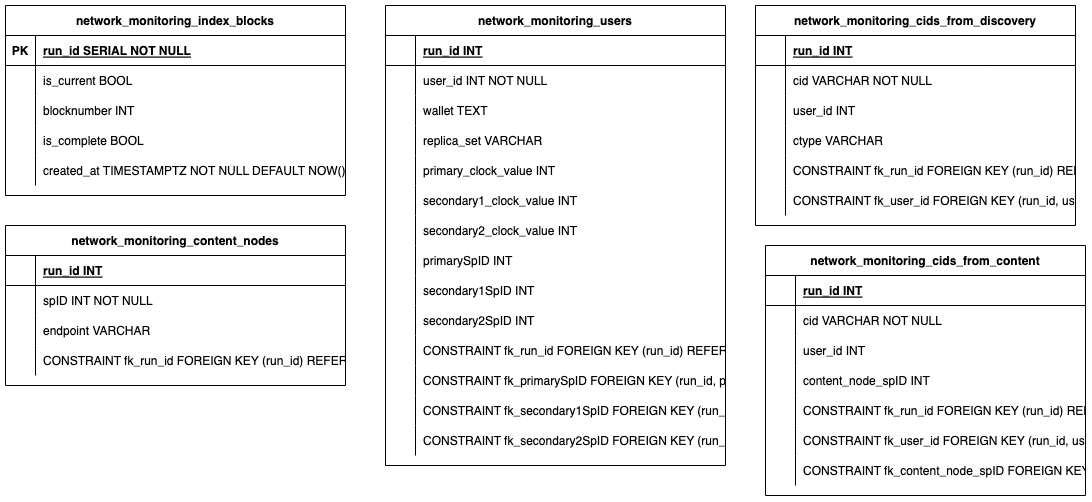 network_monitoring_index_blocks
PK run_id SERIAL NOT NULL
is_current BOOL
blocknumber INT
is_complete BOOL
created_at TIMESTAMPTZ NOT NULL DEFAULT NOW()
network_monitoring_content_nodes
run_id INT
spID INT NOT NULL
endpoint VARCHAR
CONSTRAINT fk_run_id FOREIGN KEY (run_id) REFER
network_monitoring_users
run_id INT
user_id INT NOT NULL
wallet TEXT
replica_set VARCHAR
primary_clock_value INT
secondary1_clock_value INT
secondary2_clock_value INT
primarySpID INT
secondary1SpID INT
secondary2SpID INT
CONSTRAINT fk_run_id FOREIGN KEY (run_id) REFER
CONSTRAINT fk_primarySpID FOREIGN KEY (run_id, p
CONSTRAINT fk_secondary1SpID FOREIGN KEY (run_
CONSTRAINT fk_secondary2SpID FOREIGN KEY (run_
network_monitoring_cids_from_discovery
run_id INT
cid VARCHAR NOT NULL
user_id INT
ctype VARCHAR
CONSTRAINT fk_run_id FOREIGN KEY (run_id) REI
CONSTRAINT fk_user_id FOREIGN KEY (run_id, us
network_monitoring_cids_from_content
run_id INT
cid VARCHAR NOT NULL
user_id INT
content_node_spID INT
CONSTRAINT fk_run_id FOREIGN KEY (run_id) REI
CONSTRAINT fk_user_id FOREIGN KEY (run_id, us
CONSTRAINT fk_content_node_spID FOREIGN KEY